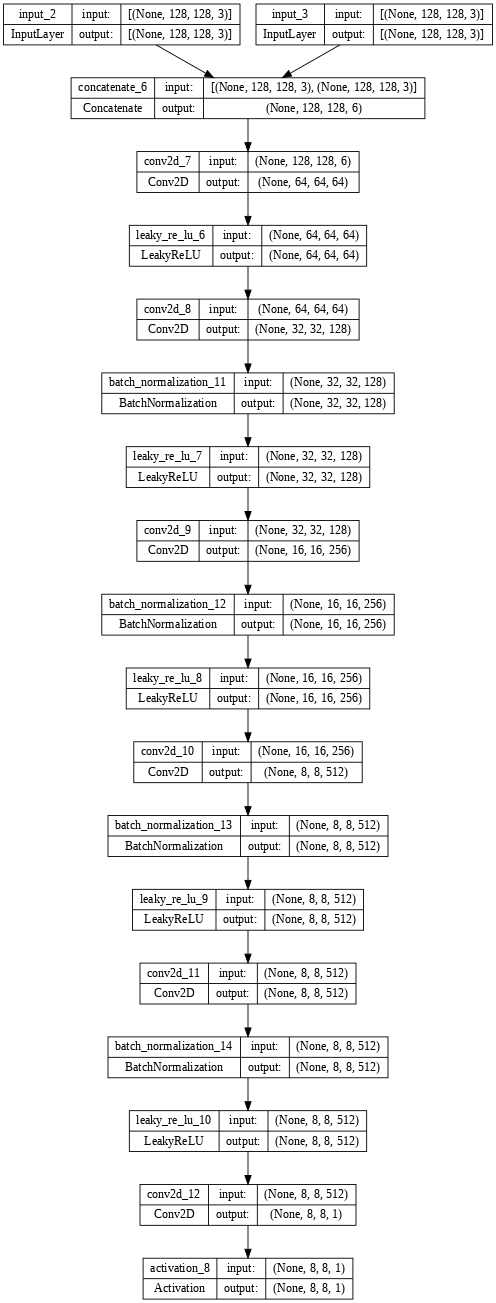 input_2 input: [(None, 128, 128, 3)]
InputLayer output: [(None, 128, 128, 3)]
input_3 input: [(None, 128, 128, 3)]
InputLayer output: [(None, 128, 128, 3)]
concatenate_6 input: [(None, 128, 128, 3), (None, 128, 128, 3)]
Concatenate output: (None, 128, 128, 6)
conv2d_7 input: (None, 128, 128, 6)
Conv2D output: (None, 64, 64, 64)
leaky_re_lu_6 input: (None, 64, 64, 64)
LeakyReLU output: (None, 64, 64, 64)
conv2d_8 input: (None, 64, 64, 64)
Conv2D output: (None, 32, 32, 128)
batch_normalization_11 input: (None, 32, 32, 128)
BatchNormalization output: (None, 32, 32, 128)
leaky_re_lu_7 input: (None, 32, 32, 128)
LeakyReLU output: (None, 32, 32, 128)
conv2d_9 input: (None, 32, 32, 128)
Conv2D output: (None, 16, 16, 256)
batch_normalization_12 input: (None, 16, 16, 256)
BatchNormalization output: (None, 16, 16, 256)
leaky_re_lu_8 input: (None, 16, 16, 256)
LeakyReLU output: (None, 16, 16, 256)
conv2d_10 input: (None, 16, 16, 256)
Conv2D output: (None, 8, 8, 512)
batch_normalization_13 input: (None, 8, 8, 512)
BatchNormalization output: (None, 8, 8, 512)
leaky_re_lu_9 input: (None, 8, 8, 512)
LeakyReLU output: (None, 8, 8, 512)
conv2d_11 input: (None, 8, 8, 512)
Conv2D output: (None, 8, 8, 512)
batch_normalization_14 input: (None, 8, 8, 512)
BatchNormalization output: (None, 8, 8, 512)
leaky_re_lu_10 input: (None, 8, 8, 512)
LeakyReLU output: (None, 8, 8, 512)
conv2d_12 input: (None, 8, 8, 512)
Conv2D output: (None, 8, 8, 1)
activation_8 input: (None, 8, 8, 1)
Activation output: (None, 8, 8, 1)